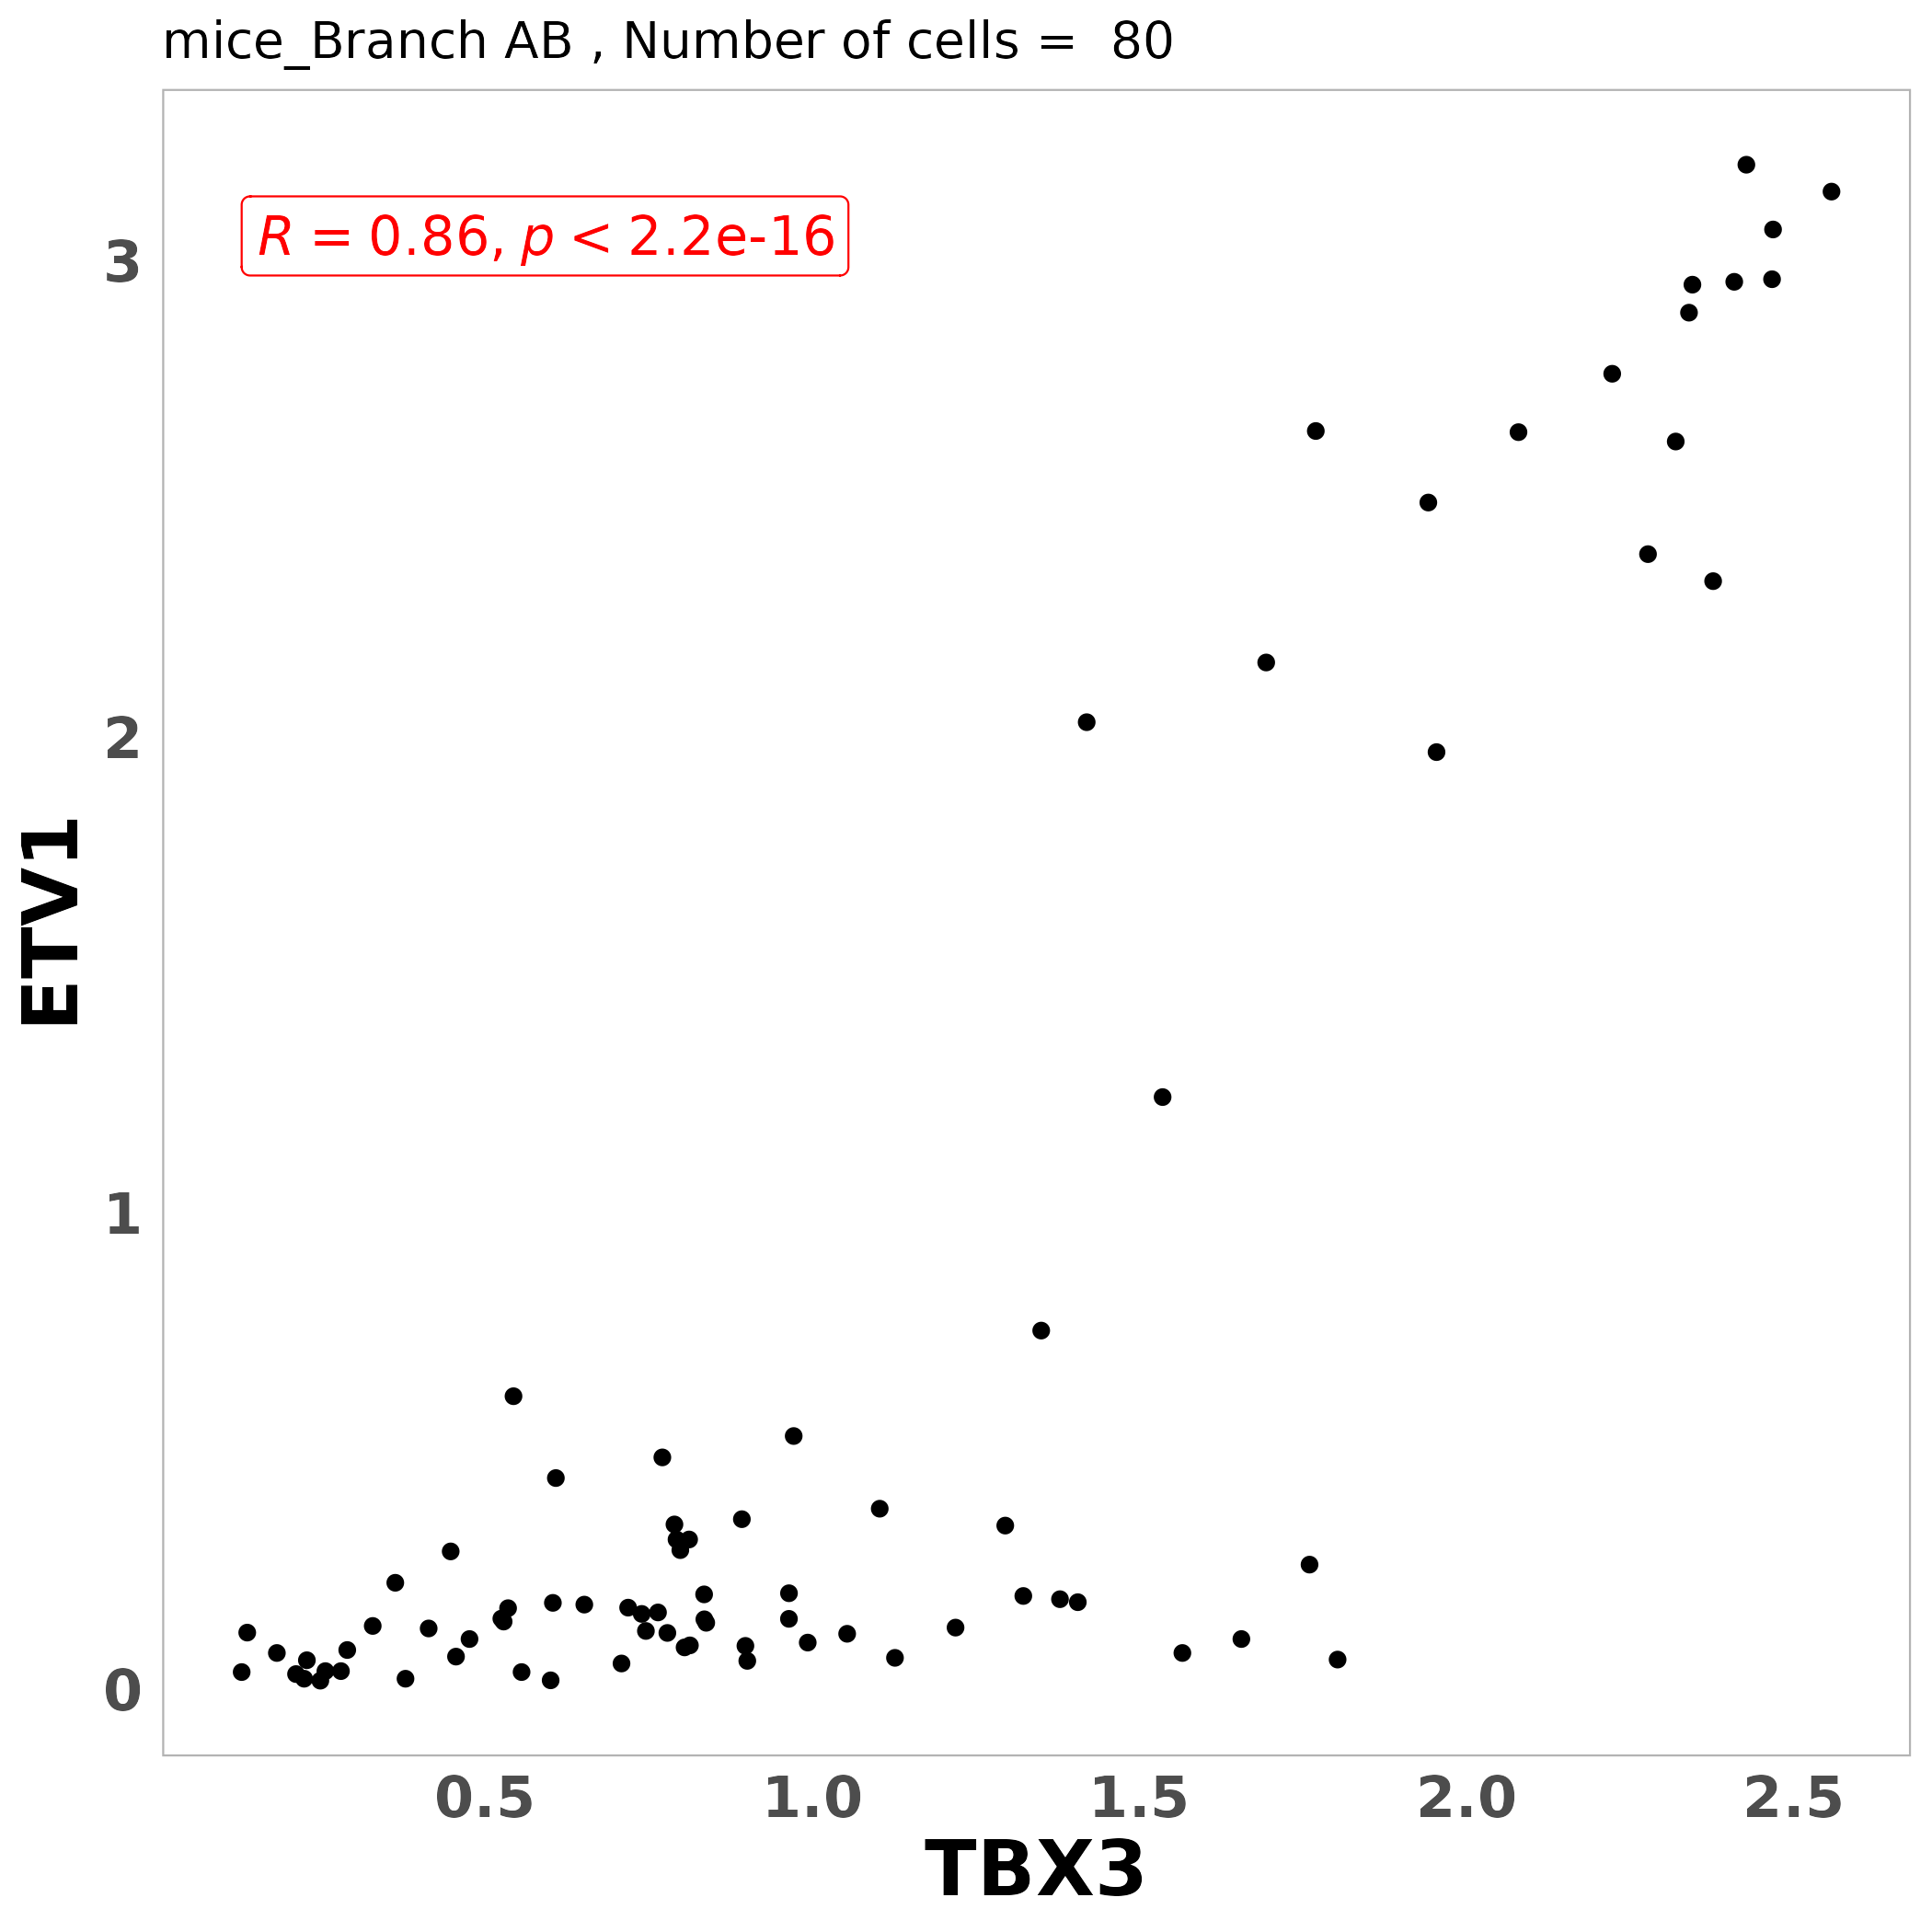 mice_Branch AB , Number of cells =  80
R = 0.86, p < 2.2e-16
3
2
1
0
ETV1
0.5 1.0 1.5 2.0 2.5
TBX3